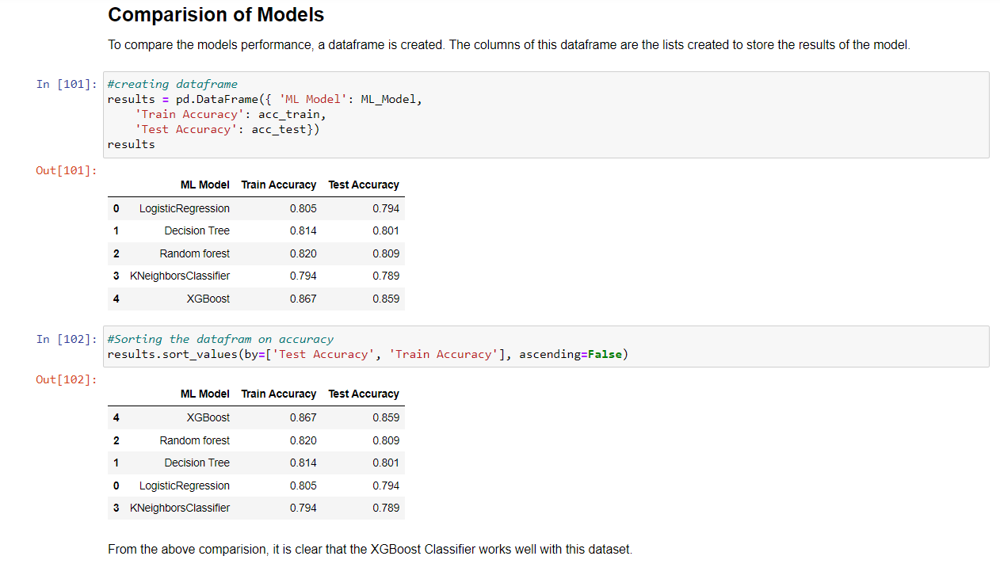 Comparision of Models
To compare the models performance, a dataframe is created. The columns of this dataframe are the lists created to store the results of the model.
In [101]: #creating dataframe
results = pd.DataFrame({ 'ML Model': ML_Model,
'Train Accuracy': acc_train,
'Test Accuracy': acc_test})
results
Out[101]:
ML Model Train Accuracy Test Accuracy
0 LogisticRegression 0.805 0.794
1 Decision Tree 0.814 0.801
2 Random forest 0.820 0.809
3 KNeighborsClassifier 0.794 0.789
4 XGBoost 0.867 0.859
In [102]: #Sorting the datafram on accuracy
results.sort_values(by=['Test Accuracy', 'Train Accuracy'], ascending=False)
Out[102]:
ML Model Train Accuracy Test Accuracy
4 XGBoost 0.867 0.859
2 Random forest 0.820 0.809
1 Decision Tree 0.814 0.801
0 LogisticRegression 0.805 0.794
3 KNeighborsClassifier 0.794 0.789
From the above comparision, it is clear that the XGBoost Classifier works well with this dataset.